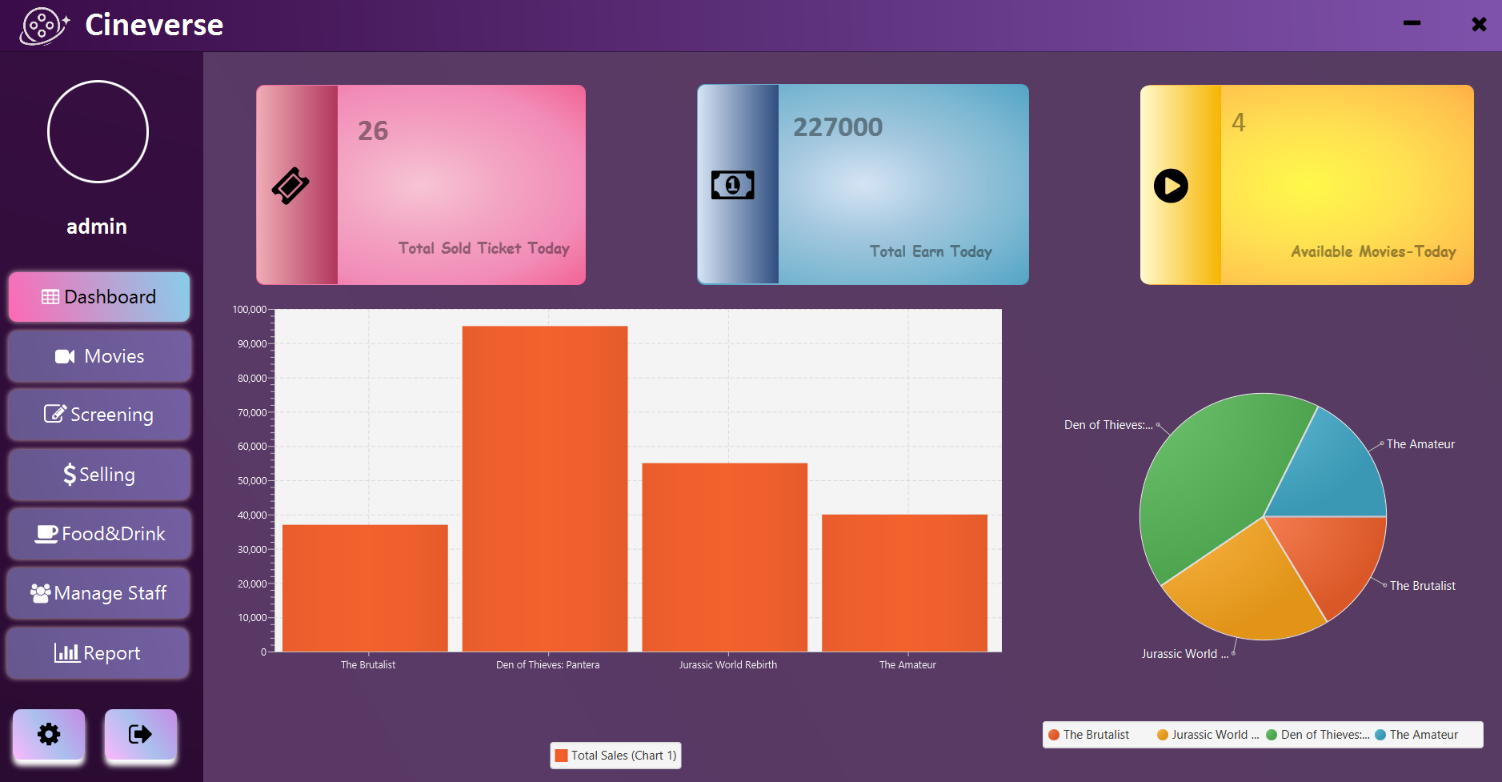 Cineverse
admin
Dashboard
Movies
Screening
Selling
Food&Drink
Manage Staff
Report
26
Total Sold Ticket Today
1
227000
Total Earn Today
4
Available Movies-Today
100,000
90,000
80,000
70,000
60,000
50,000
40,000
30,000
20,000
10,000
0
The Brutalist
Den of Thieves: Pantera
Jurassic World Rebirth
The Amateur
Total Sales (Chart 1)
Den of Thieves:...
The Amateur
The Brutalist
Jurassic World ...
The Brutalist
Jurassic World ...
Den of Thieves:...
The Amateur